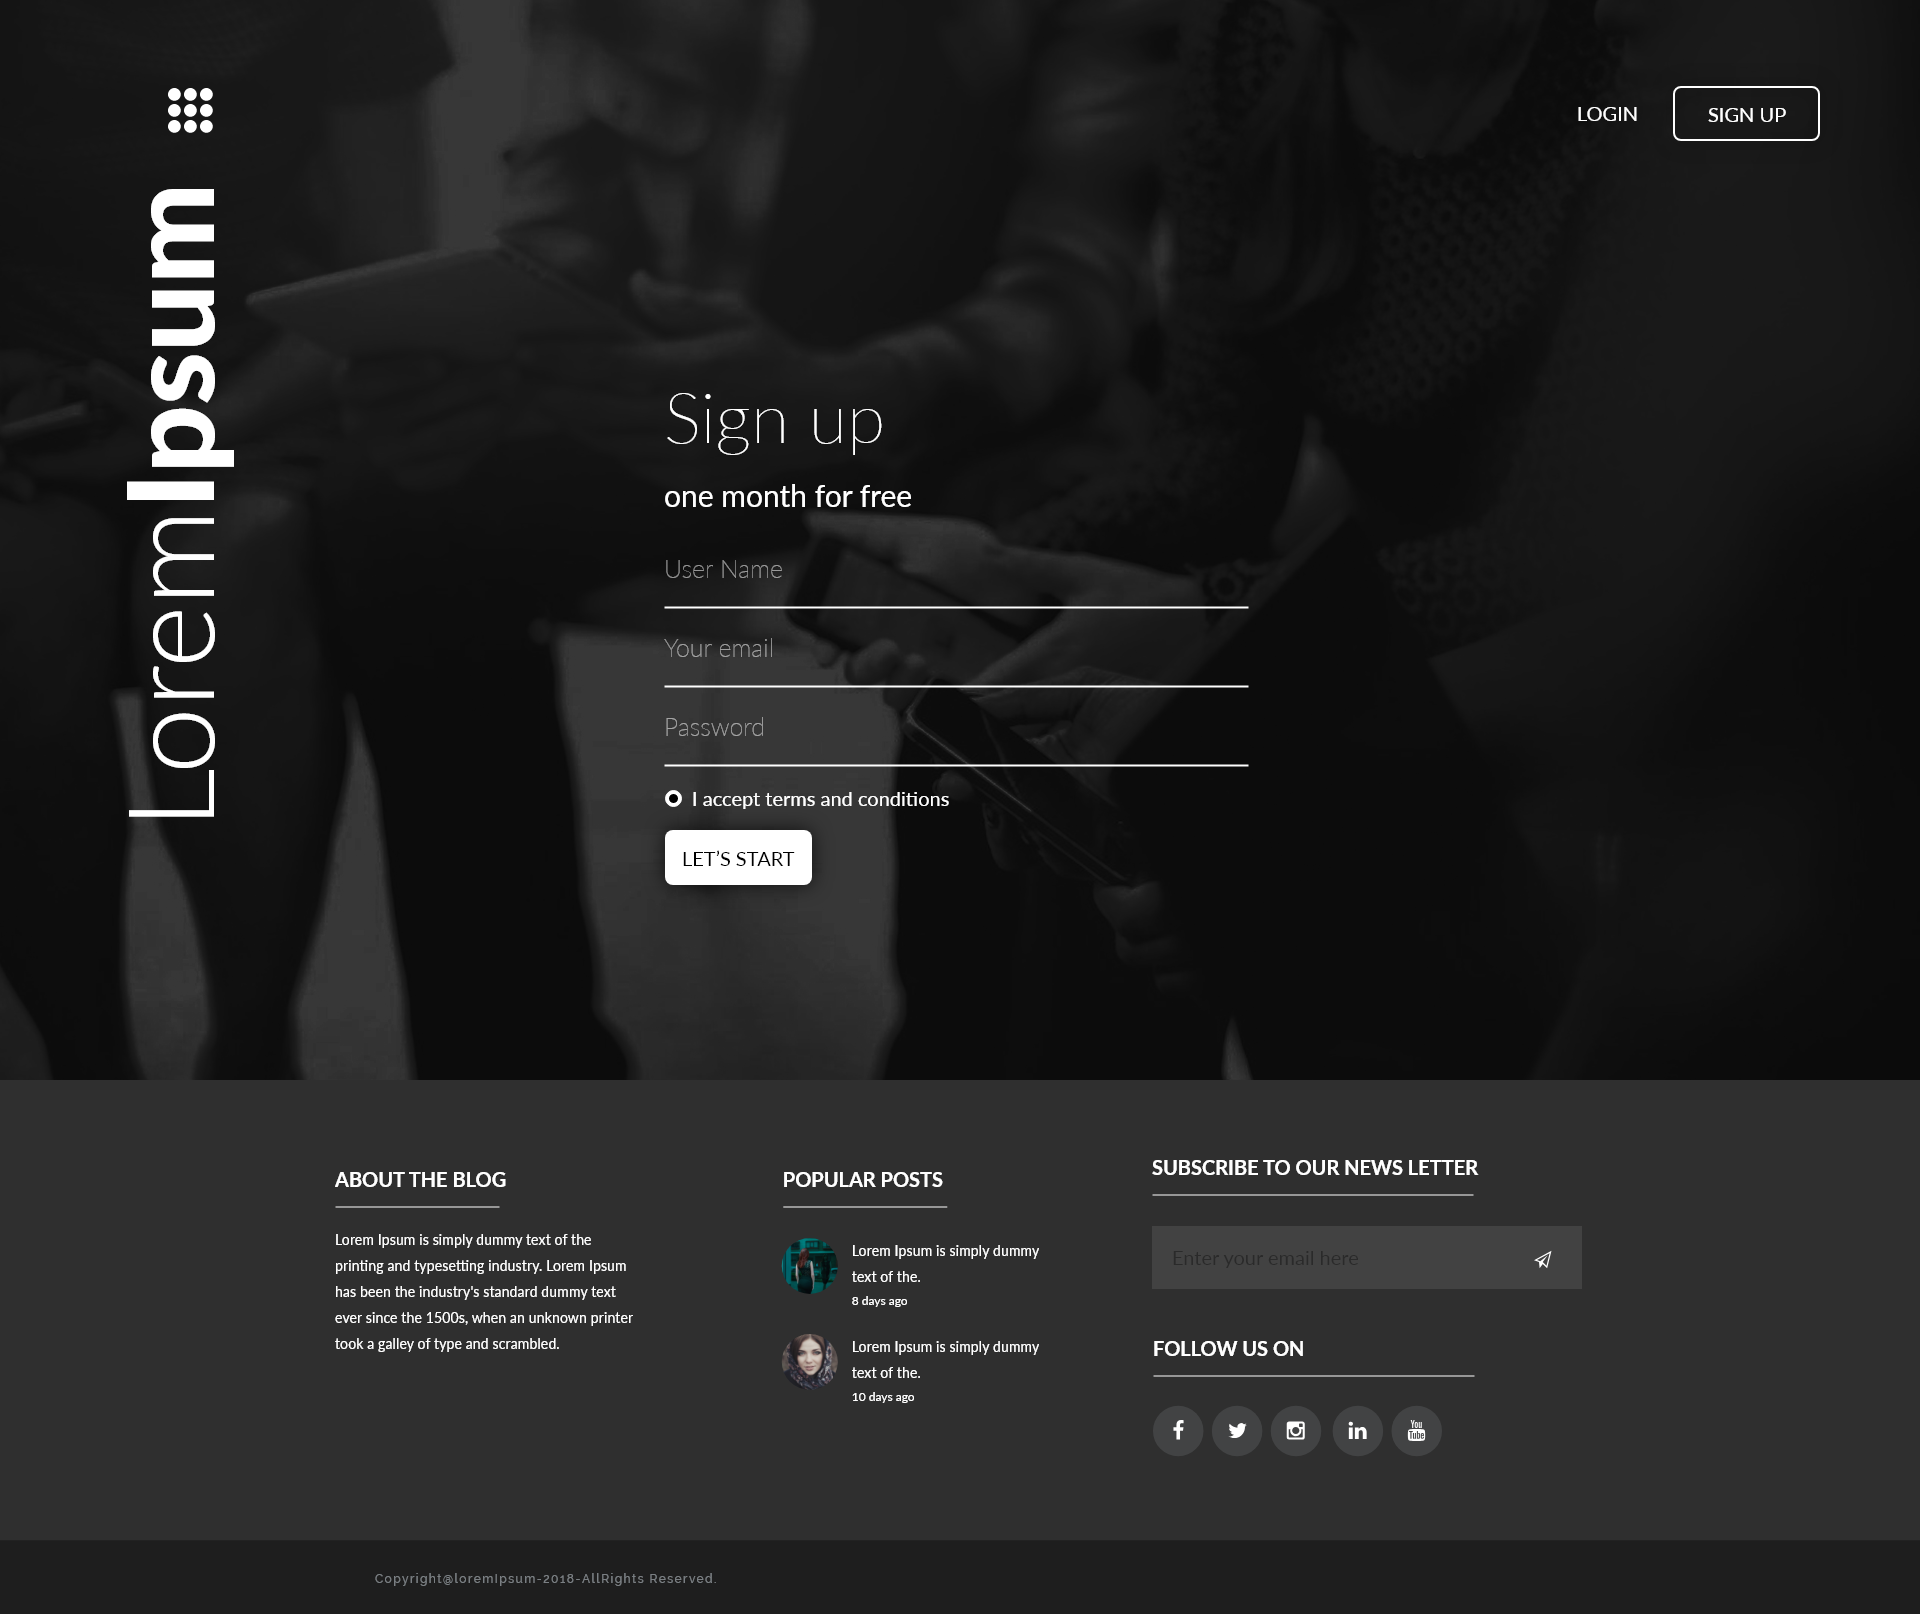 LOGIN
SIGN UP
LoremIpsum
Sign up
one month for free
User Name
Your email
Password
I accept terms and conditions
LET’S START
ABOUT THE BLOG
Lorem Ipsum is simply dummy text of the
printing and typesetting industry. Lorem Ipsum
has been the industry's standard dummy text
ever since the 1500s, when an unknown printer
took a galley of type and scrambled.
POPULAR POSTS
Lorem Ipsum is simply dummy
text of the.
8 days ago
Lorem Ipsum is simply dummy
text of the.
10 days ago
SUBSCRIBE TO OUR NEWS LETTER
Enter your email here
FOLLOW US ON
You
Tube
Copyright@loremIpsum-2018-AllRights Reserved.